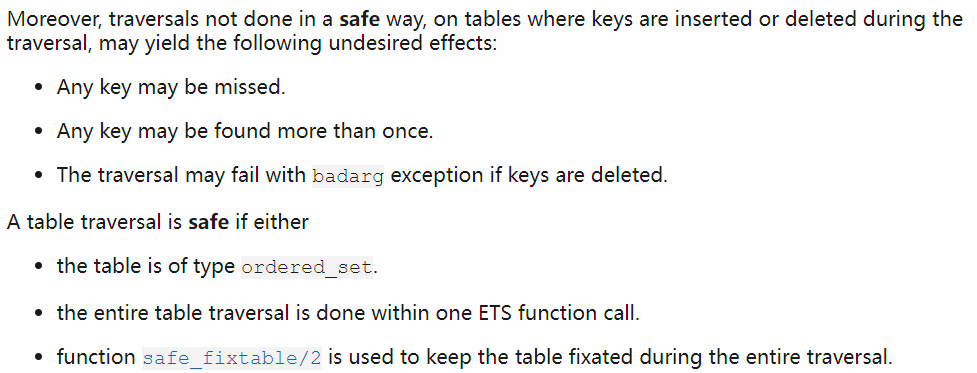 Moreover, traversals not done in a safe way, on tables where keys are inserted or deleted during the
traversal, may yield the following undesired effects:
• Any key may be missed.
• Any key may be found more than once.
• The traversal may fail with badarg exception if keys are deleted.
A table traversal is safe if either
• the table is of type ordered_set.
• the entire table traversal is done within one ETS function call.
• function safe_fixtable/2 is used to keep the table fixated during the entire traversal.